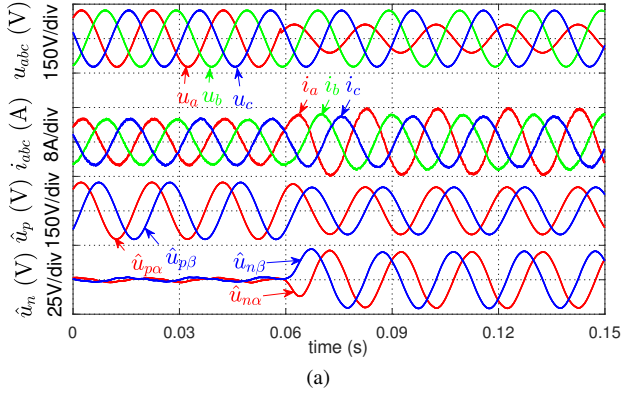 u_abc (V)
150V/div
u_a u_b u_c
i_abc (A)
8A/div
i_a i_b i_c
û_p (V)
150V/div
û_pα û_pβ
û_n (V)
25V/div
û_nβ
û_nα
0 0.03 0.06 0.09 0.12 0.15
time (s)
(a)